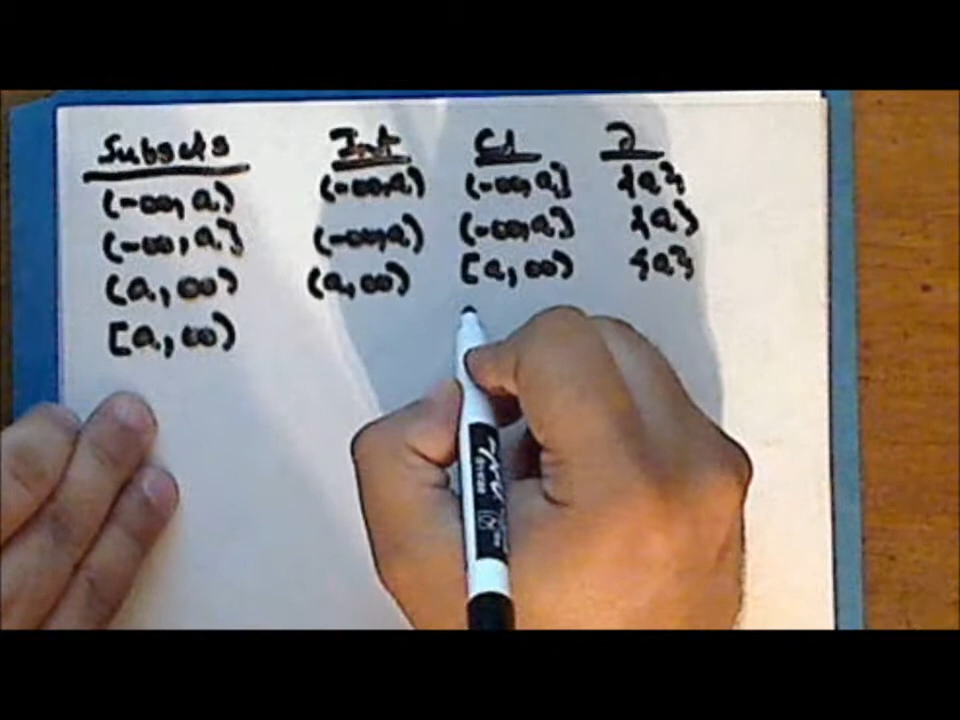 Subsets Int Cl ∂
(-∞, a) (-∞, a) (-∞, a] {a}
(-∞, a] (-∞, a) (-∞, a] {a}
(a, ∞) (a, ∞) [a, ∞) {a}
[a, ∞)